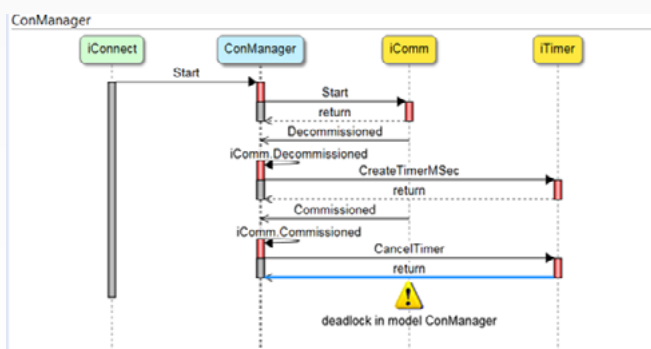 ConManager
iConnect ConManager iComm iTimer
Start
Start
return
Decommissioned
iComm.Decommissioned
CreateTimerMSec
return
Commissioned
iComm.Commissioned
CancelTimer
return
deadlock in model ConManager